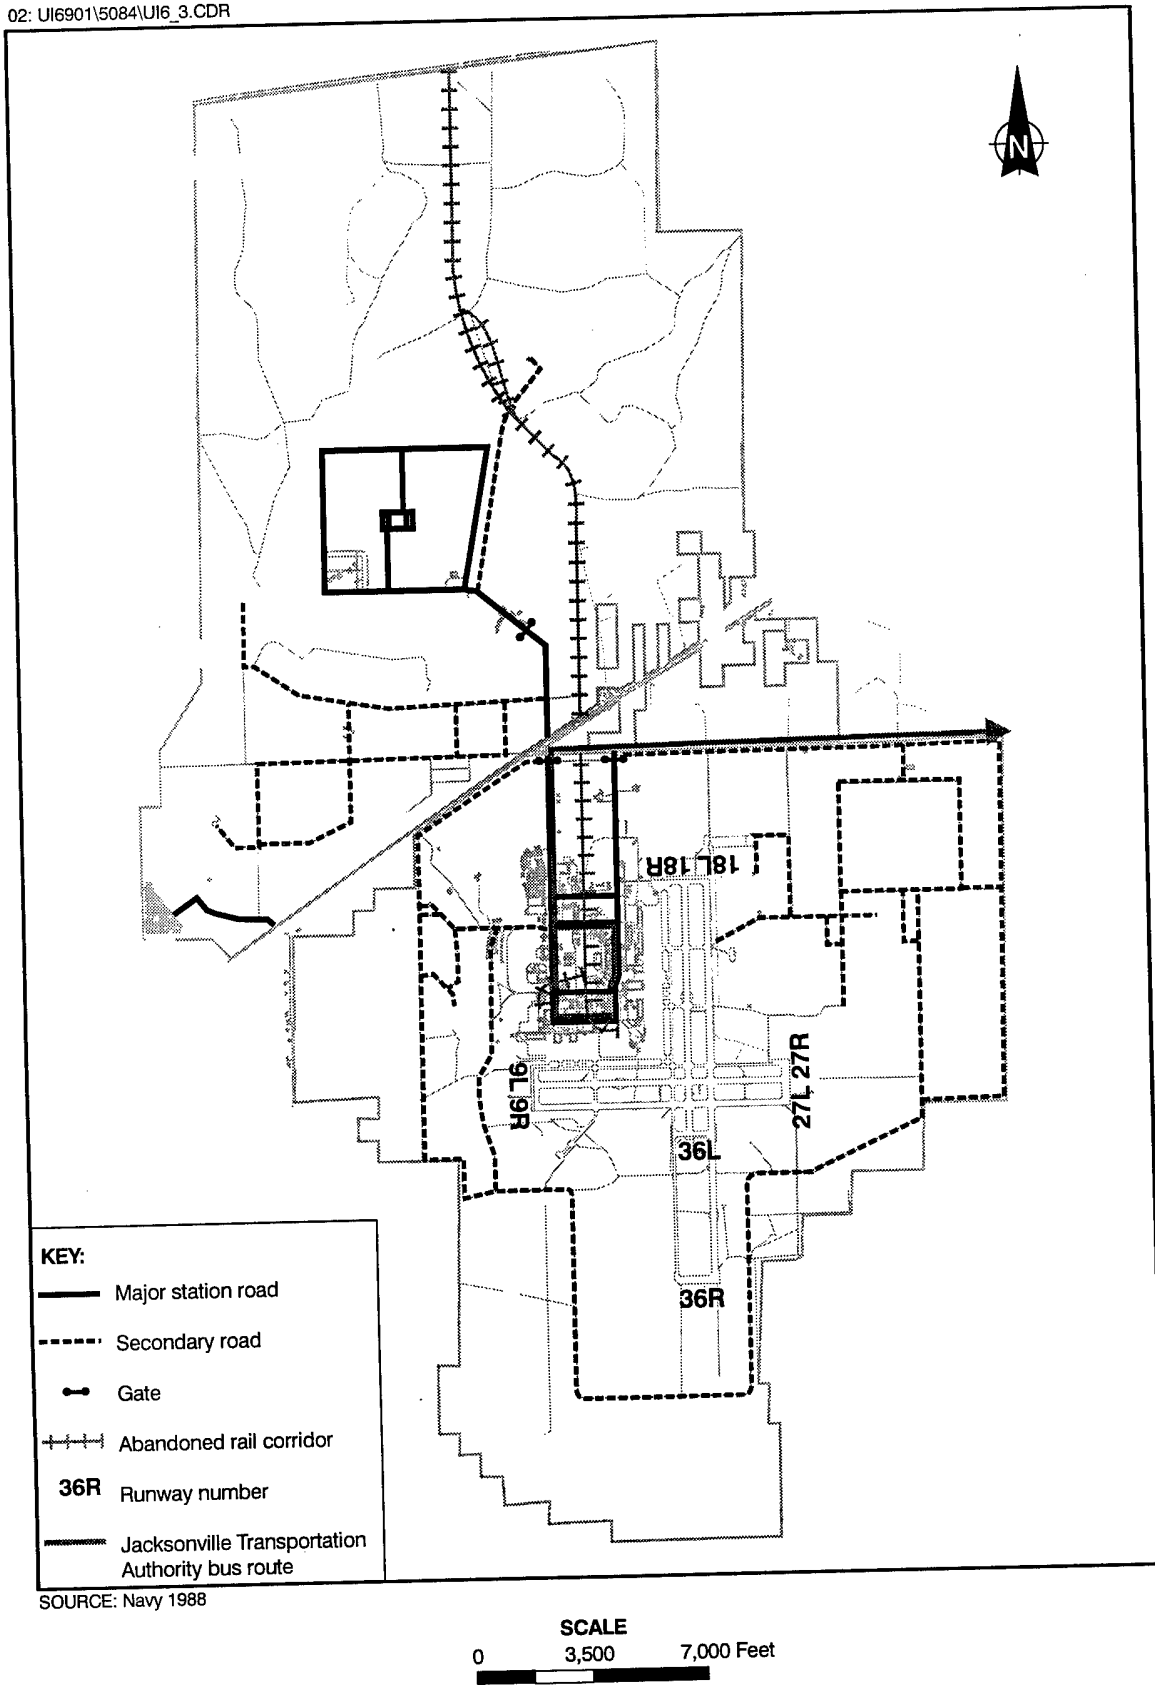 02: UI6901\5084\UI6_3.CDR
N
18L 18R
9L 9R
27L 27R
36L
36R
KEY:
Major station road
Secondary road
Gate
Abandoned rail corridor
36R Runway number
Jacksonville Transportation
Authority bus route
SOURCE: Navy 1988
SCALE
0 3,500 7,000 Feet